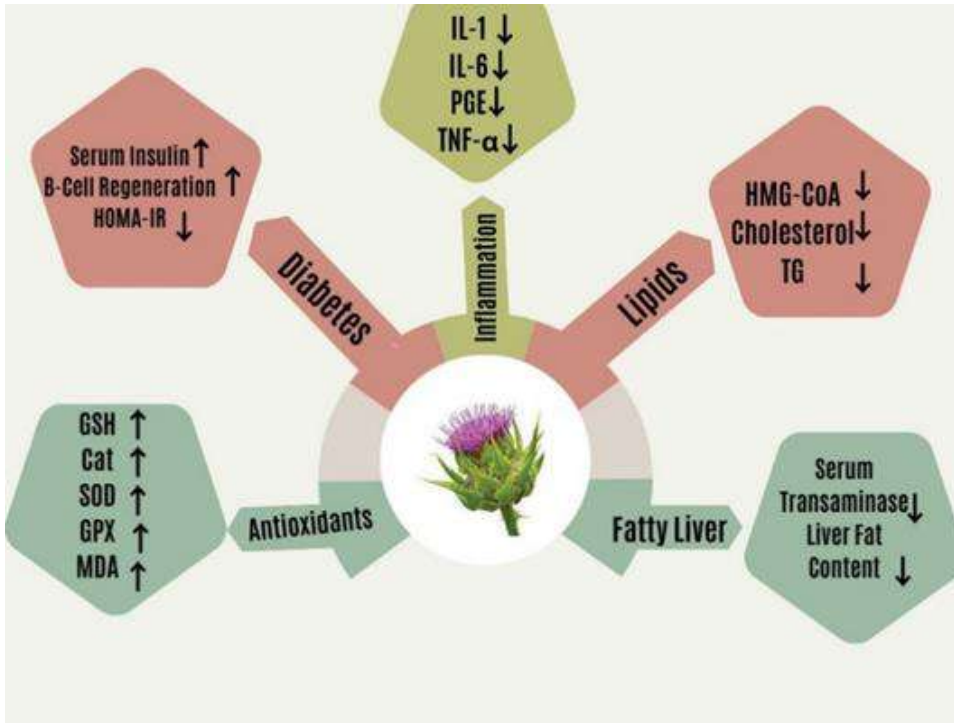 IL-1 ↓
IL-6 ↓
PGE ↓
TNF-α ↓
Serum Insulin ↑
B-Cell Regeneration ↑
HOMA-IR ↓
HMG-CoA ↓
Cholesterol ↓
TG ↓
Diabetes
Inflammation
Lipids
GSH ↑
Cat ↑
SOD ↑
GPX ↑
MDA ↑
Antioxidants
Fatty Liver
Serum
Transaminase ↓
Liver Fat
Content ↓